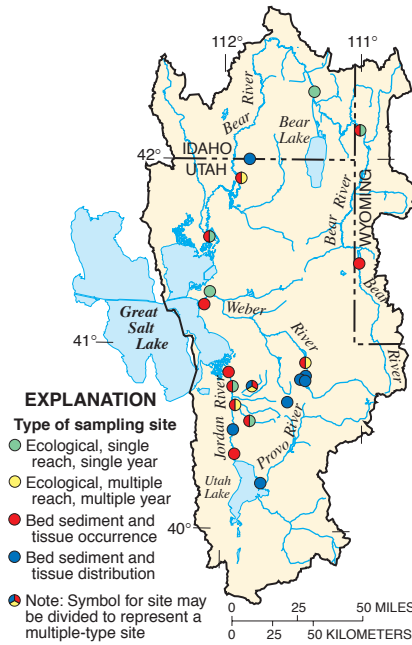 112°
111°
Bear
River
Bear
Lake
IDAHO
42°
UTAH
WYOMING
Bear River
Bear
River
Weber
River
Great
Salt
Lake
41°
EXPLANATION
Type of sampling site
Ecological, single
reach, single year
Ecological, multiple
reach, multiple year
Bed sediment and
tissue occurrence
Bed sediment and
tissue distribution
Note: Symbol for site may
be divided to represent a
multiple-type site
Jordan River
Provo River
Utah
Lake
40°
0 25 50 MILES
0 25 50 KILOMETERS